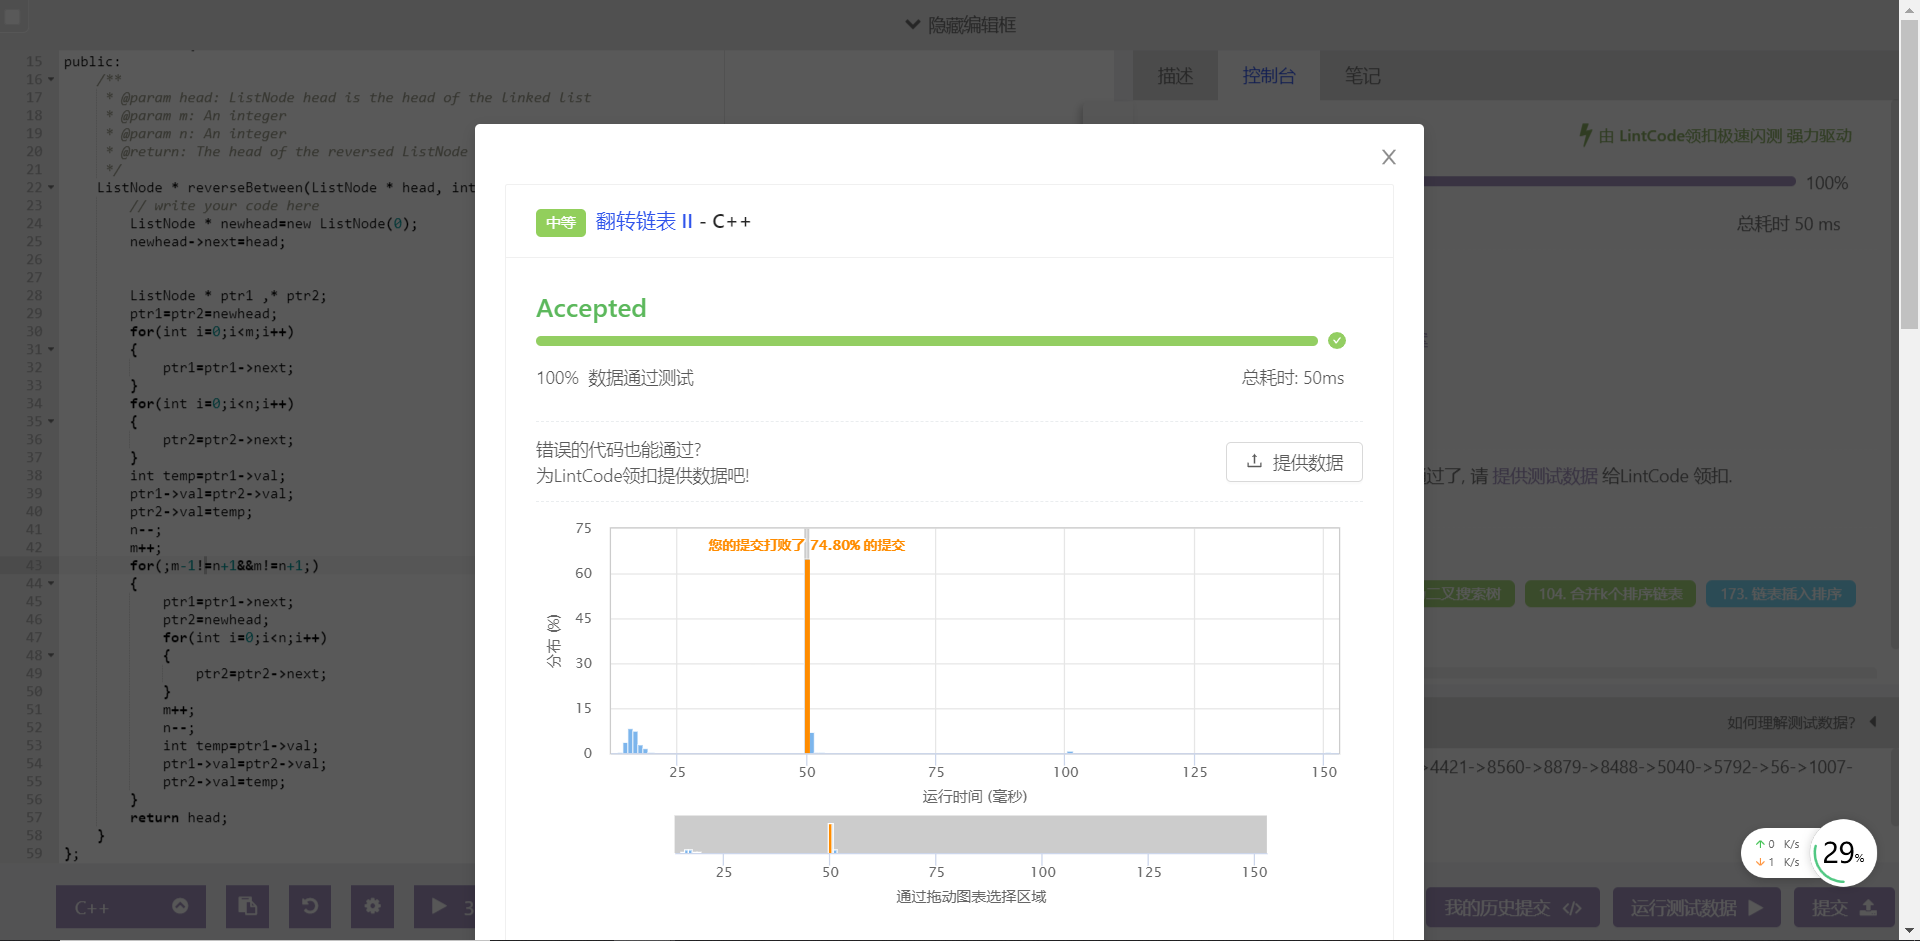 隐藏编辑框
15 public:
16 /**
17 * @param head: ListNode head is the head of the linked list
18 * @param m: An integer
19 * @param n: An integer
20 * @return: The head of the reversed ListNode
21 */
22 ListNode * reverseBetween(ListNode * head, int
23 // write your code here
24 ListNode * newhead=new ListNode(0);
25 newhead->next=head;
26
27
28 ListNode * ptr1 ,* ptr2;
29 ptr1=ptr2=newhead;
30 for(int i=0;i<m;i++)
31 {
32 ptr1=ptr1->next;
33 }
34 for(int i=0;i<n;i++)
35 {
36 ptr2=ptr2->next;
37 }
38 int temp=ptr1->val;
39 ptr1->val=ptr2->val;
40 ptr2->val=temp;
41 n--;
42 m++;
43 for(;m-1!=n+1&&m!=n+1;)
44 {
45 ptr1=ptr1->next;
46 ptr2=newhead;
47 for(int i=0;i<n;i++)
48 {
49 ptr2=ptr2->next;
50 }
51 m++;
52 n--;
53 int temp=ptr1->val;
54 ptr1->val=ptr2->val;
55 ptr2->val=temp;
56 }
57 return head;
58 }
59 };
C++
3
描述 控制台 笔记
由 LintCode领扣极速闪测 强力驱动
100%
总耗时 50 ms
过了, 请 提供测试数据 给LintCode 领扣.
二叉搜索树 104. 合并k个排序链表 173. 链表插入排序
如何理解测试数据?
>4421->8560->8879->8488->5040->5792->56->1007-
我的历史提交 运行测试数据 提交
0 K/s
1 K/s
29%
中等 翻转链表 II - C++
Accepted
100% 数据通过测试 总耗时: 50ms
错误的代码也能通过?
为LintCode领扣提供数据吧!
提供数据
您的提交打败了 74.80% 的提交
75
60
45
30
15
0
分布 (%)
25 50 75 100 125 150
运行时间 (毫秒)
25 50 75 100 125 150
通过拖动图表选择区域